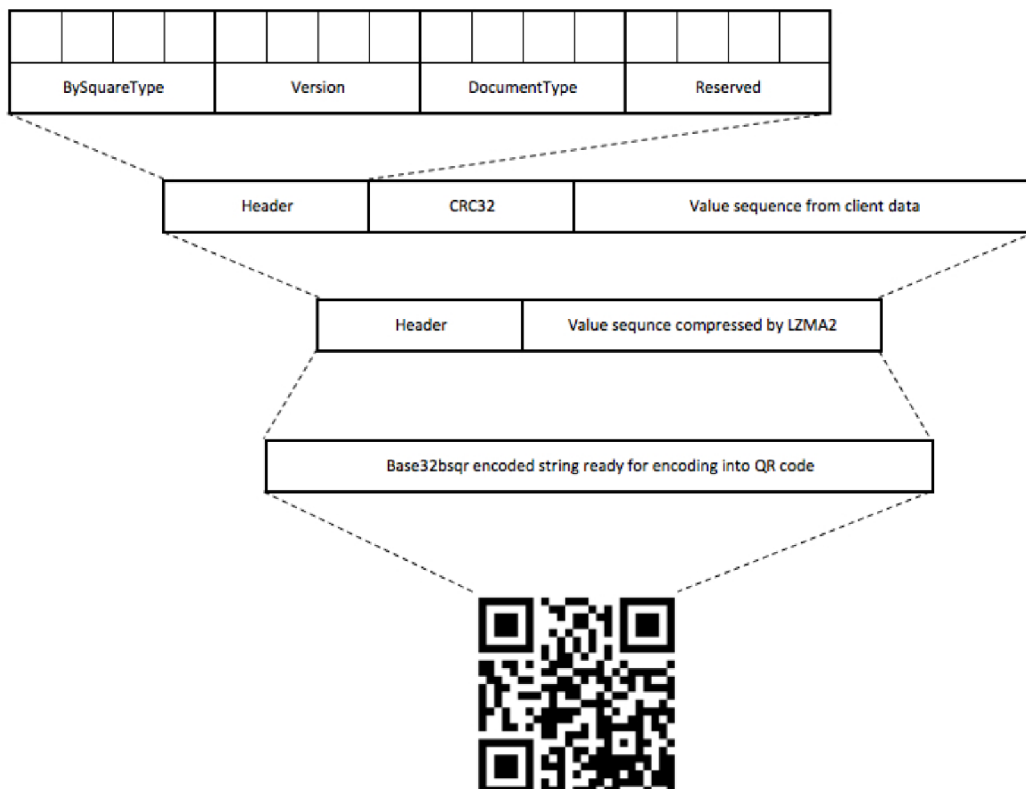 BySquareType
Version
DocumentType
Reserved
Header
CRC32
Value sequence from client data
Header
Value sequnce compressed by LZMA2
Base32bsqr encoded string ready for encoding into QR code